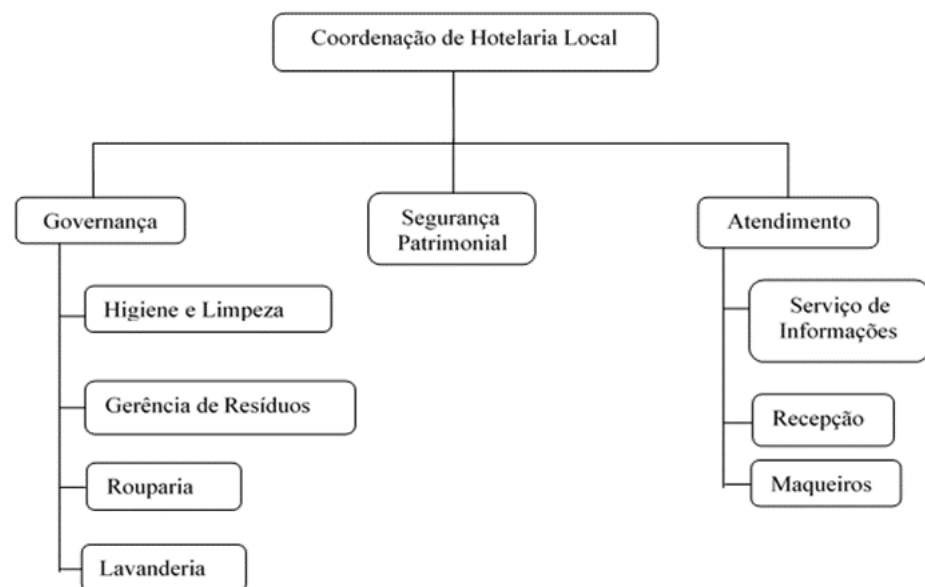 Coordenação de Hotelaria Local
Governança
Segurança
Patrimonial
Atendimento
Higiene e Limpeza
Gerência de Resíduos
Rouparia
Lavanderia
Serviço de
Informações
Recepção
Maqueiros